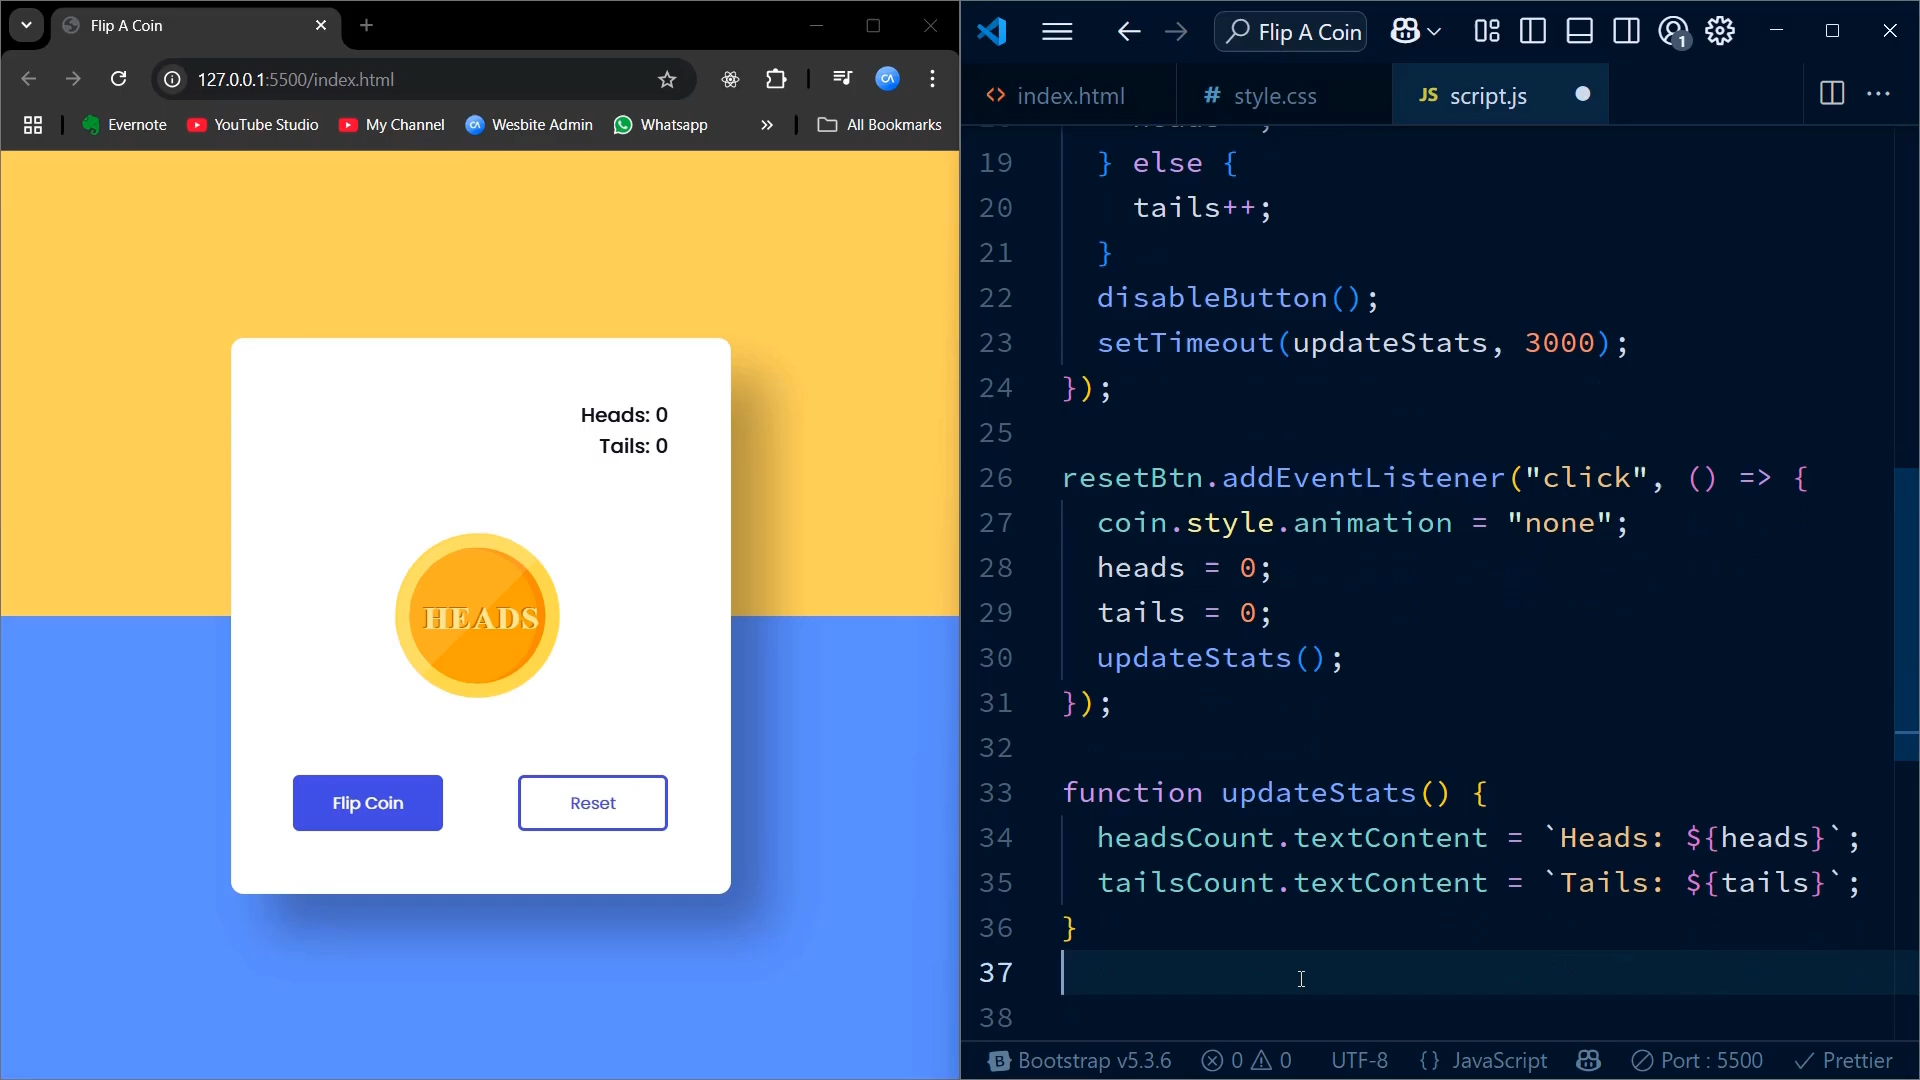 Flip A Coin
127.0.0.1:5500/index.html
Evernote YouTube Studio My Channel Wesbite Admin Whatsapp » All Bookmarks
Heads: 0
Tails: 0
HEADS
Flip Coin Reset
Flip A Coin
1
index.html style.css JS script.js
19 } else {
20 tails++;
21 }
22 disableButton();
23 setTimeout(updateStats, 3000);
24 });
25
26 resetBtn.addEventListener("click", () => {
27 coin.style.animation = "none";
28 heads = 0;
29 tails = 0;
30 updateStats();
31 });
32
33 function updateStats() {
34 headsCount.textContent = `Heads: ${heads}`;
35 tailsCount.textContent = `Tails: ${tails}`;
36 }
37
38
Bootstrap v5.3.6 0 0 UTF-8 {} JavaScript Port : 5500 Prettier